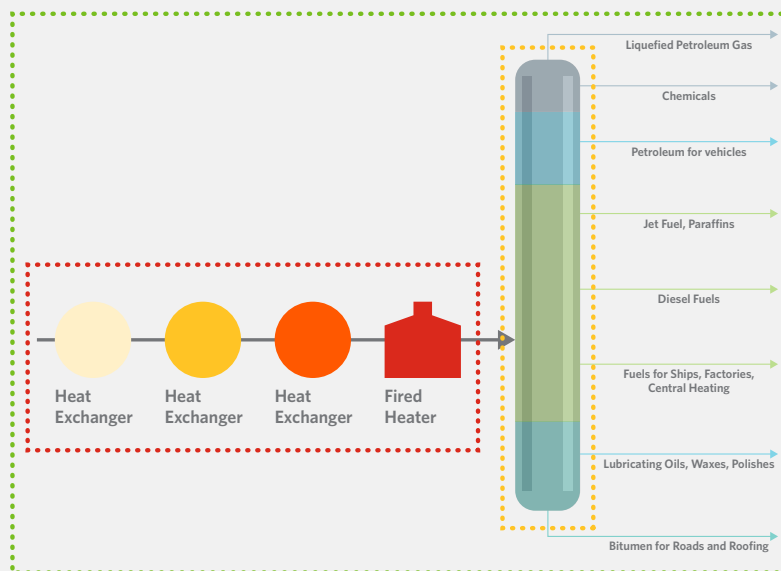 Liquefied Petroleum Gas
Chemicals
Petroleum for vehicles
Jet Fuel, Paraffins
Diesel Fuels
Fuels for Ships, Factories,
Central Heating
Lubricating Oils, Waxes, Polishes
Bitumen for Roads and Roofing
Heat
Exchanger
Heat
Exchanger
Heat
Exchanger
Fired
Heater